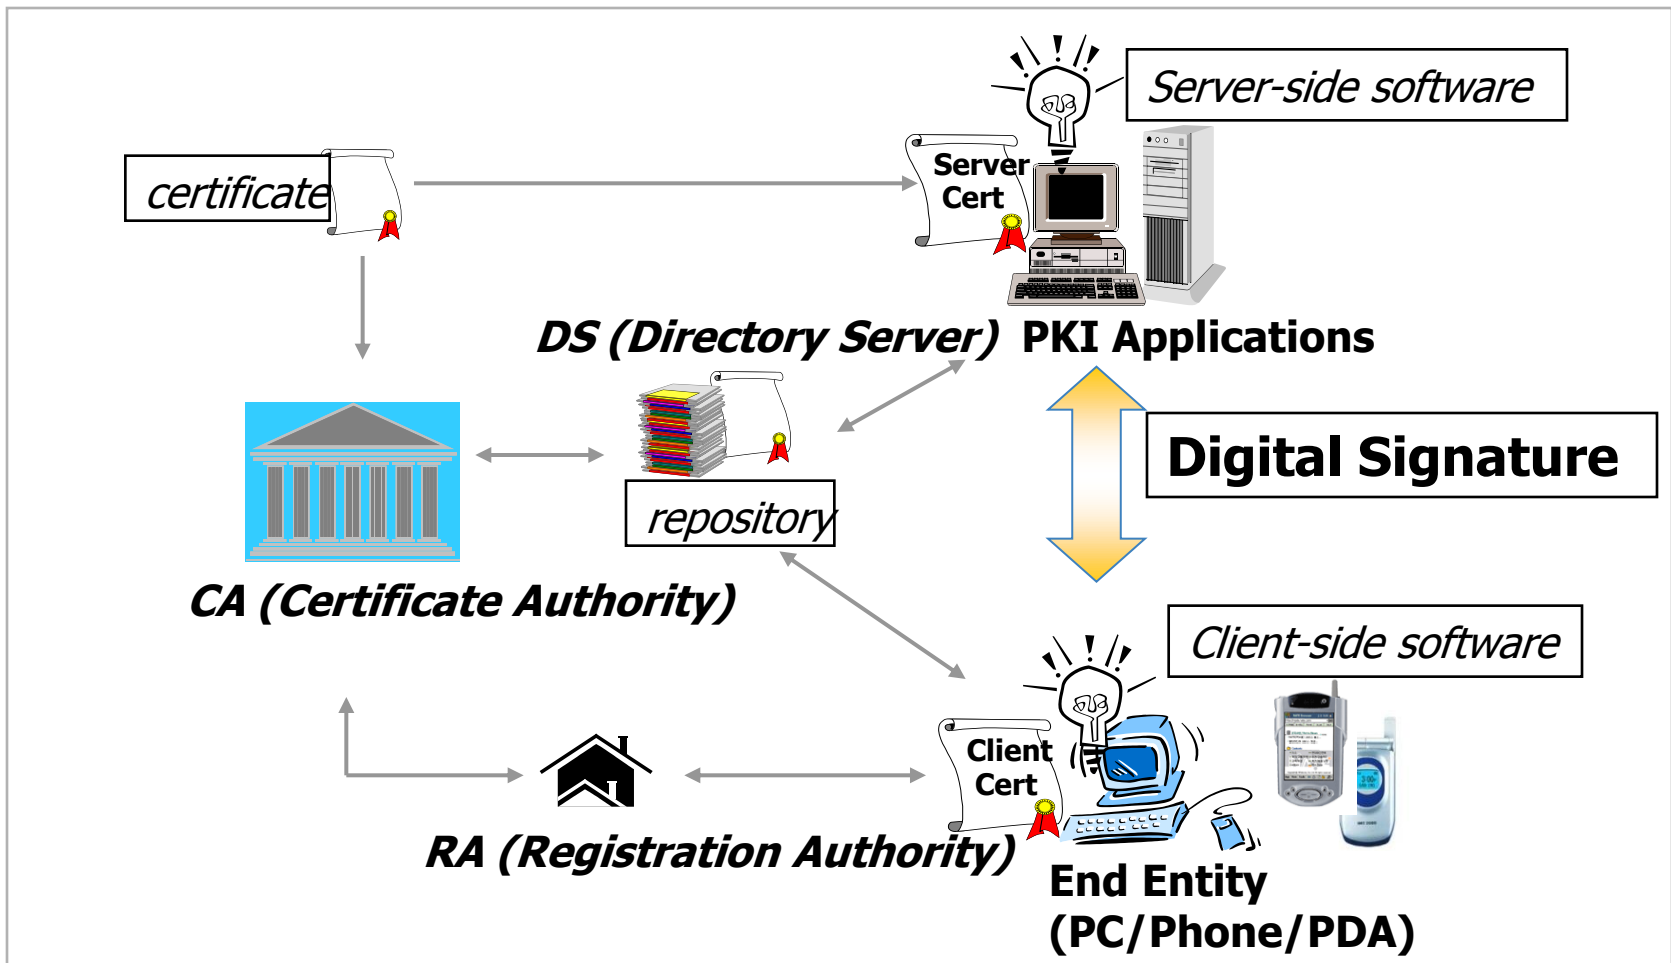 Server-side software
certificate
Server
Cert
DS (Directory Server)
PKI Applications
Digital Signature
repository
CA (Certificate Authority)
Client-side software
Client
Cert
RA (Registration Authority)
End Entity
(PC/Phone/PDA)